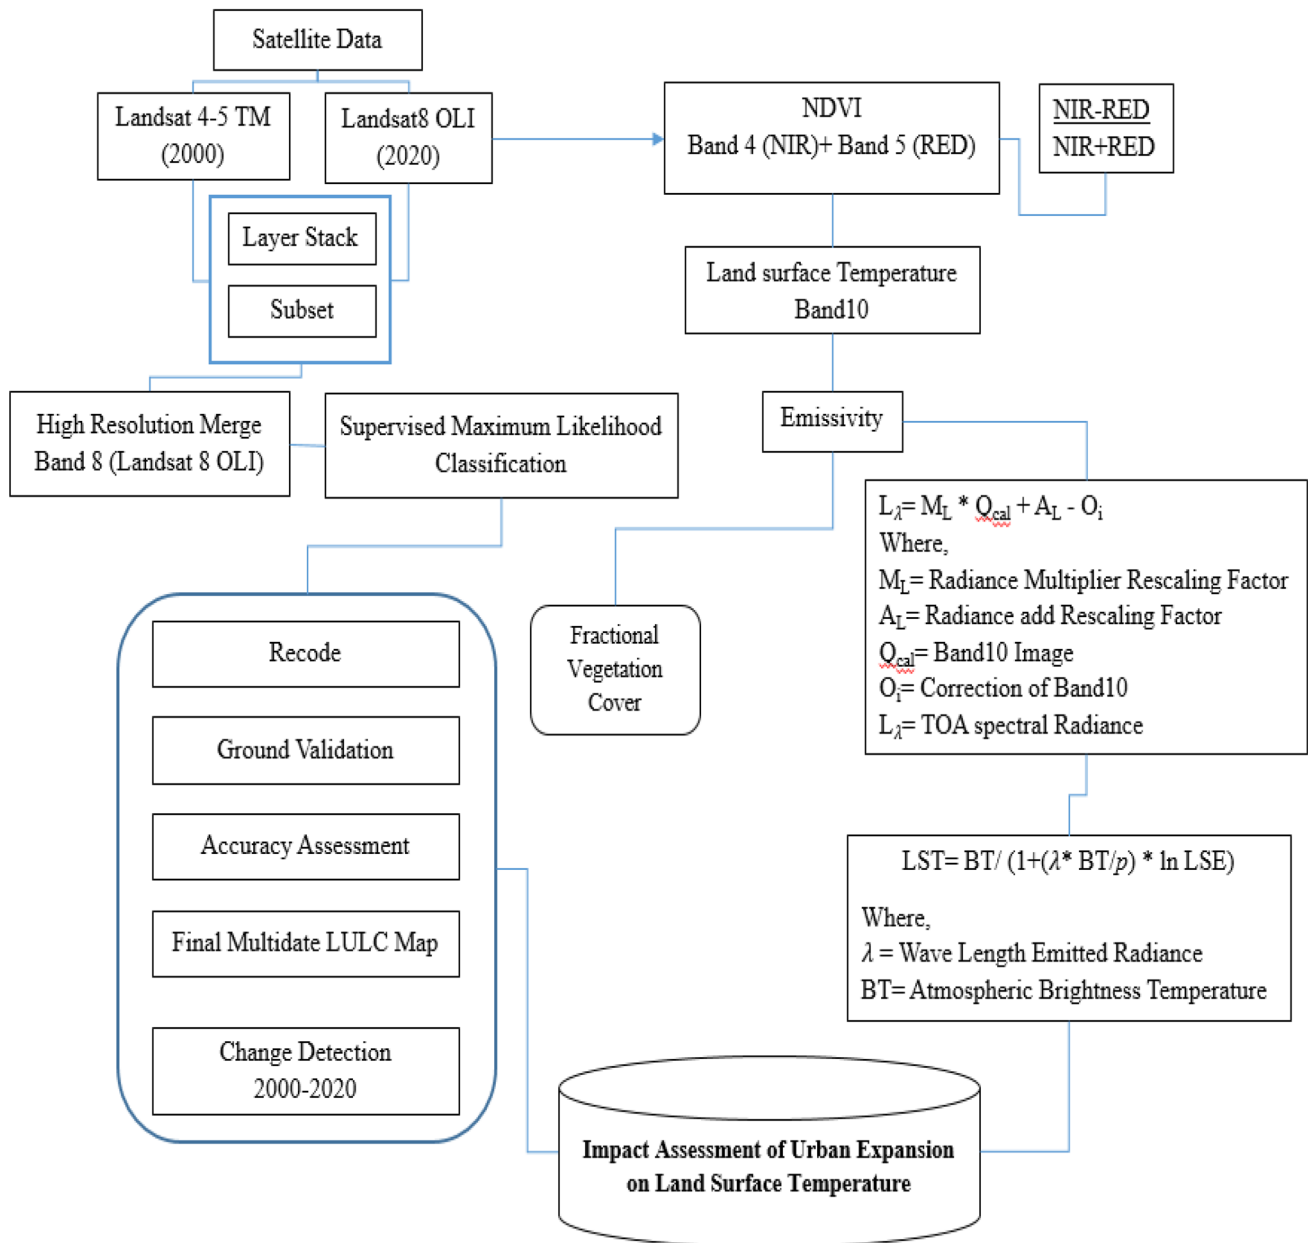 Satellite Data
Landsat 4-5 TM
(2000)
Landsat8 OLI
(2020)
NDVI
Band 4 (NIR)+ Band 5 (RED)
NIR-RED
NIR+RED
Layer Stack
Subset
Land surface Temperature
Band10
High Resolution Merge
Band 8 (Landsat 8 OLI)
Supervised Maximum Likelihood
Classification
Emissivity
Lλ= ML * Qcal + AL - Oi
Where,
ML= Radiance Multiplier Rescaling Factor
AL= Radiance add Rescaling Factor
Qcal= Band10 Image
Oi= Correction of Band10
Lλ= TOA spectral Radiance
Fractional
Vegetation
Cover
Recode
Ground Validation
Accuracy Assessment
Final Multidate LULC Map
Change Detection
2000-2020
LST= BT/ (1+(λ* BT/p) * ln LSE)
Where,
λ = Wave Length Emitted Radiance
BT= Atmospheric Brightness Temperature
Impact Assessment of Urban Expansion
on Land Surface Temperature